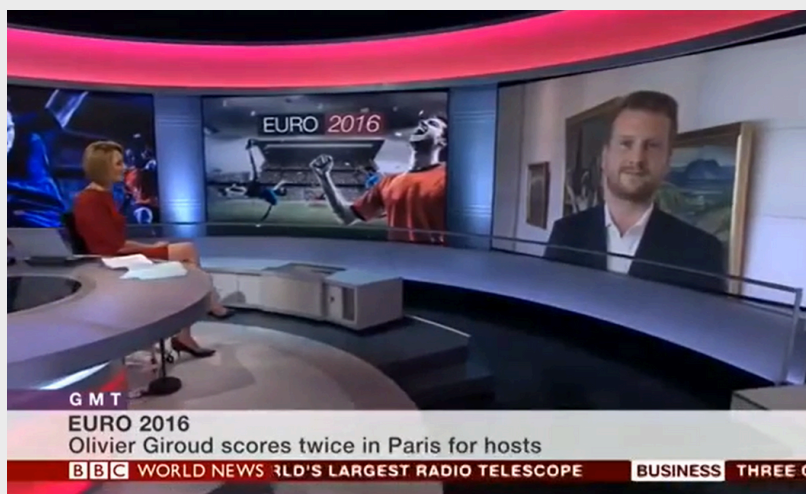 EURO 2016
GMT
EURO 2016
Olivier Giroud scores twice in Paris for hosts
BBC WORLD NEWS RLD'S LARGEST RADIO TELESCOPE BUSINESS THREE